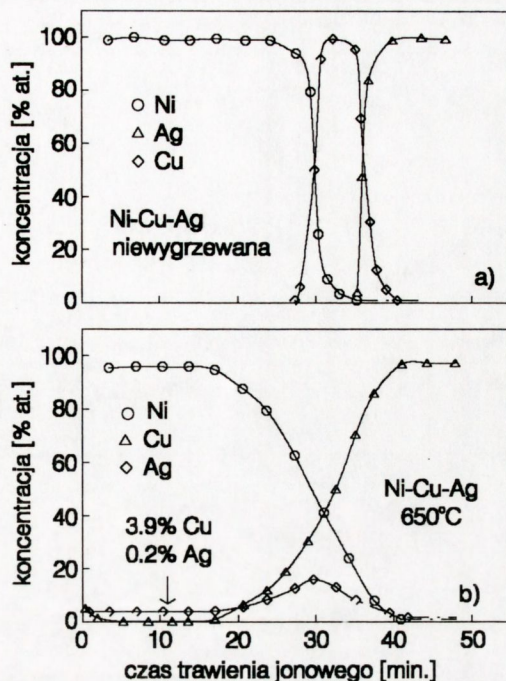 100
80
60
40
20
0
koncentracja [% at.]
Ni
Ag
Cu
Ni-Cu-Ag
niewygrzewana
a)
100
80
60
40
20
0
koncentracja [% at.]
Ni
Cu
Ag
3.9% Cu
0.2% Ag
Ni-Cu-Ag
650°C
b)
0 10 20 30 40 50
czas trawienia jonowego [min.]